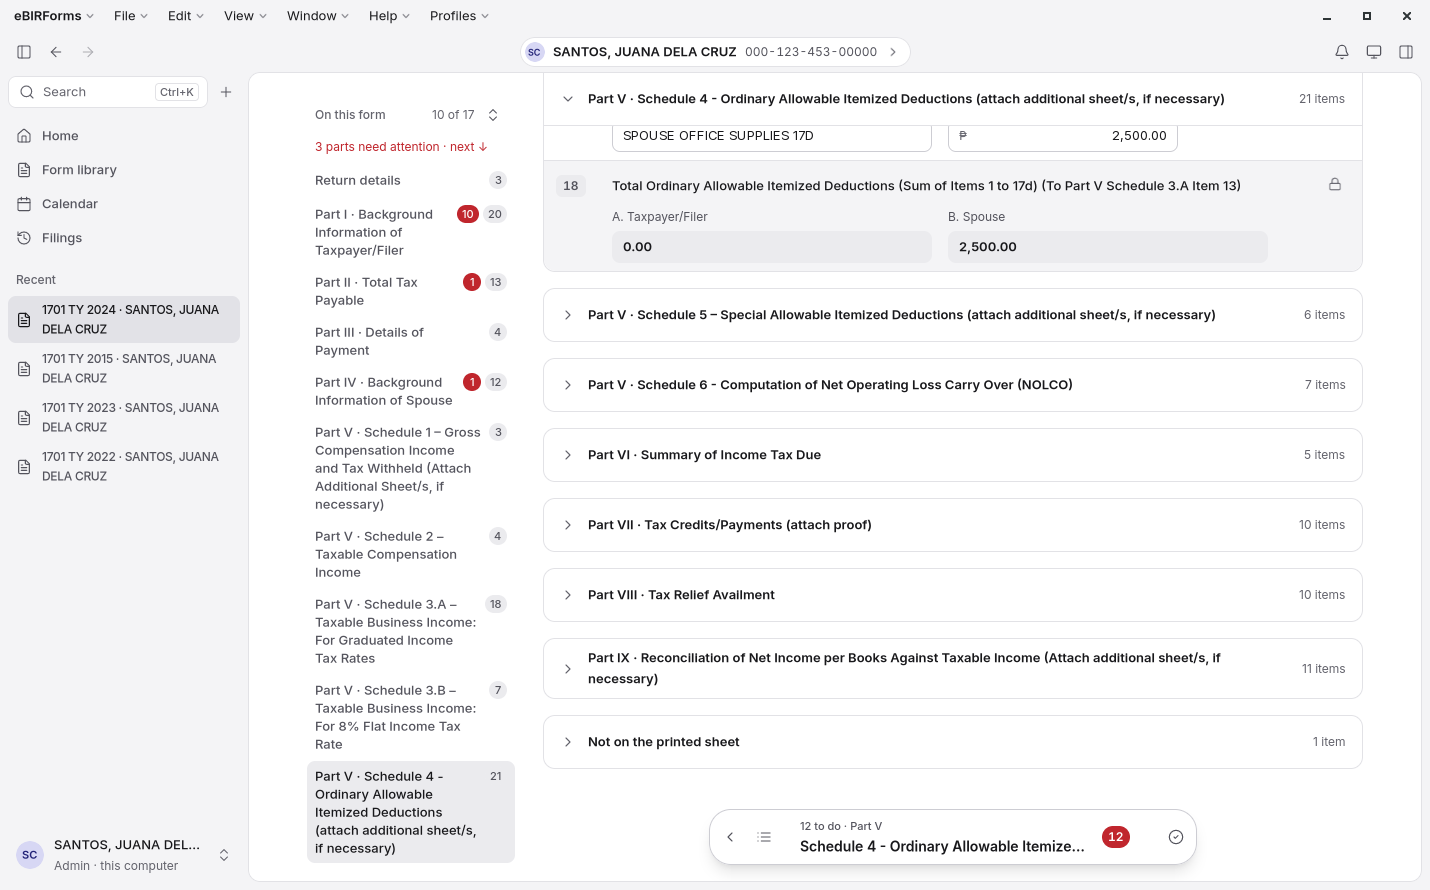 eBIRForms File Edit View Window Help Profiles
SC SANTOS, JUANA DELA CRUZ 000-123-453-00000
Search Ctrl+K
Home
Form library
Calendar
Filings
Recent
1701 TY 2024 · SANTOS, JUANA
DELA CRUZ
1701 TY 2015 · SANTOS, JUANA
DELA CRUZ
1701 TY 2023 · SANTOS, JUANA
DELA CRUZ
1701 TY 2022 · SANTOS, JUANA
DELA CRUZ
SC
SANTOS, JUANA DEL...
Admin · this computer
On this form 10 of 17
3 parts need attention · next ↓
Return details 3
Part I · Background 10 20
Information of
Taxpayer/Filer
Part II · Total Tax 1 13
Payable
Part III · Details of 4
Payment
Part IV · Background 1 12
Information of Spouse
Part V · Schedule 1 – Gross 3
Compensation Income
and Tax Withheld (Attach
Additional Sheet/s, if
necessary)
Part V · Schedule 2 – 4
Taxable Compensation
Income
Part V · Schedule 3.A – 18
Taxable Business Income:
For Graduated Income
Tax Rates
Part V · Schedule 3.B – 7
Taxable Business Income:
For 8% Flat Income Tax
Rate
Part V · Schedule 4 - 21
Ordinary Allowable
Itemized Deductions
(attach additional sheet/s,
if necessary)
Part V · Schedule 4 - Ordinary Allowable Itemized Deductions (attach additional sheet/s, if necessary) 21 items
SPOUSE OFFICE SUPPLIES 17D ₱ 2,500.00
18 Total Ordinary Allowable Itemized Deductions (Sum of Items 1 to 17d) (To Part V Schedule 3.A Item 13)
A. Taxpayer/Filer B. Spouse
0.00 2,500.00
Part V · Schedule 5 – Special Allowable Itemized Deductions (attach additional sheet/s, if necessary) 6 items
Part V · Schedule 6 - Computation of Net Operating Loss Carry Over (NOLCO) 7 items
Part VI · Summary of Income Tax Due 5 items
Part VII · Tax Credits/Payments (attach proof) 10 items
Part VIII · Tax Relief Availment 10 items
Part IX · Reconciliation of Net Income per Books Against Taxable Income (Attach additional sheet/s, if
necessary) 11 items
Not on the printed sheet 1 item
12 to do · Part V
Schedule 4 - Ordinary Allowable Itemize... 12